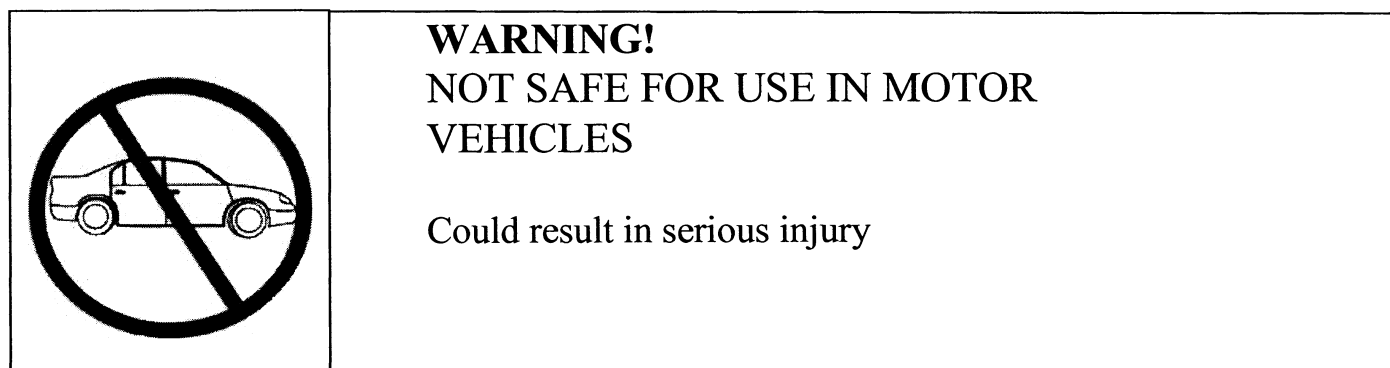 WARNING!
NOT SAFE FOR USE IN MOTOR
VEHICLES
Could result in serious injury